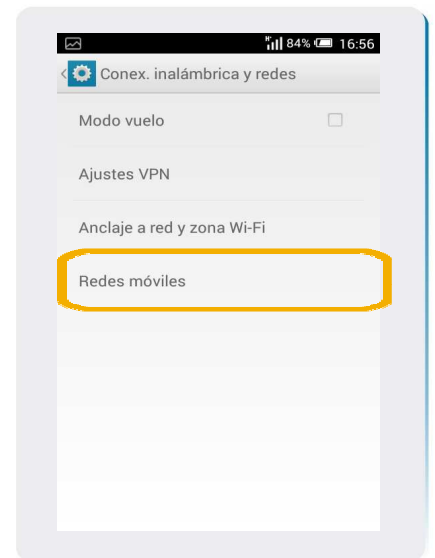 84% 16:56
Conex. inalámbrica y redes
Modo vuelo
Ajustes VPN
Anclaje a red y zona Wi-Fi
Redes móviles